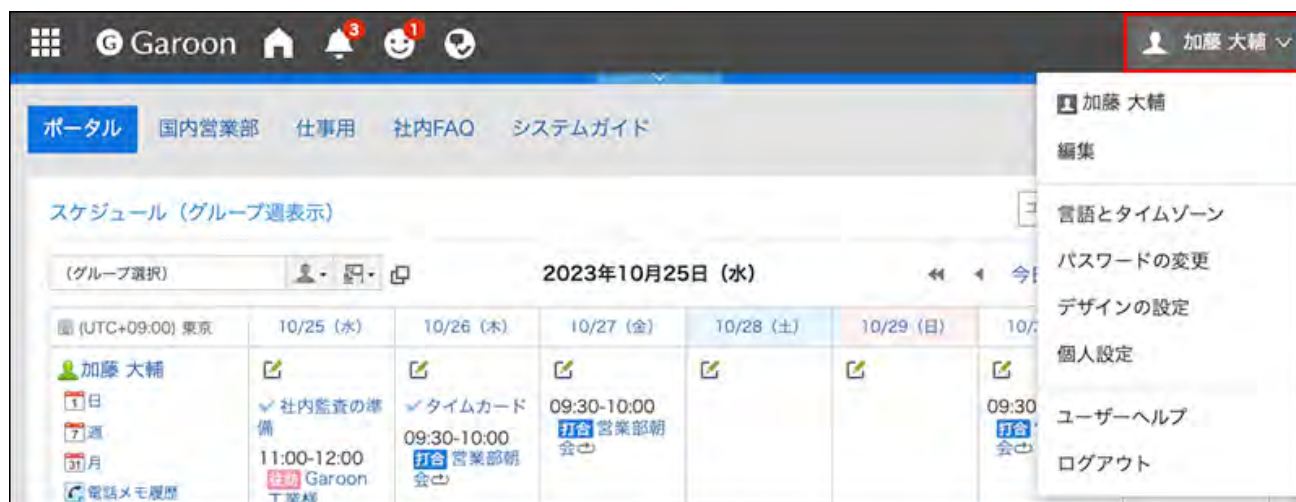 Garoon
3
1
加藤 大輔
ポータル
国内営業部
仕事用
社内FAQ
システムガイド
加藤 大輔
編集
言語とタイムゾーン
パスワードの変更
デザインの設定
個人設定
ユーザーヘルプ
ログアウト
スケジュール（グループ週表示）
（グループ選択）
2023年10月25日（水）
(UTC+09:00) 東京
10/25（水）
10/26（木）
10/27（金）
10/28（土）
10/29（日）
加藤 大輔
1日
7週
31月
電話メモ履歴
社内監査の準
備
11:00-12:00
往訪 Garoon
タイムカード
09:30-10:00
打合 営業部朝
会
09:30-10:00
打合 営業部朝
会
09:30
打合
会